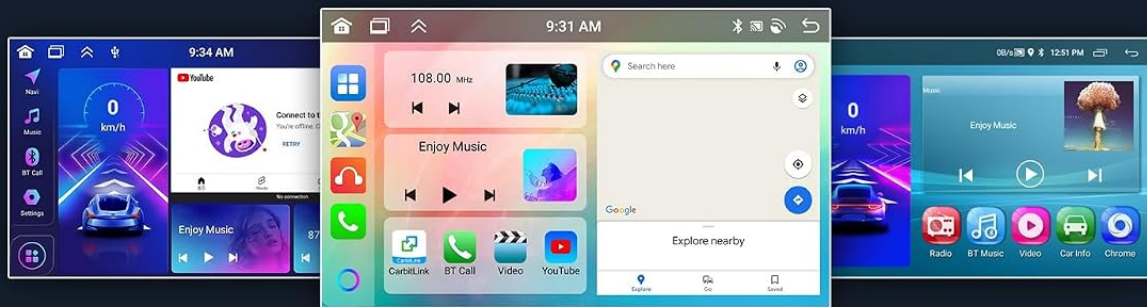 9:34 AM
Navi
Music
BT Call
Settings
0
km/h
YouTube
Connect to t
You're offline. C
RETRY
No connection
Enjoy Music
87
9:31 AM
108.00 MHz
Enjoy Music
CarbitLink
BT Call
Video
YouTube
Search here
Google
Explore nearby
Explore
Go
Saved
0B/s
12:51 PM
0
km/h
Music
Enjoy Music
Radio
BT Music
Video
Car Info
Chrome